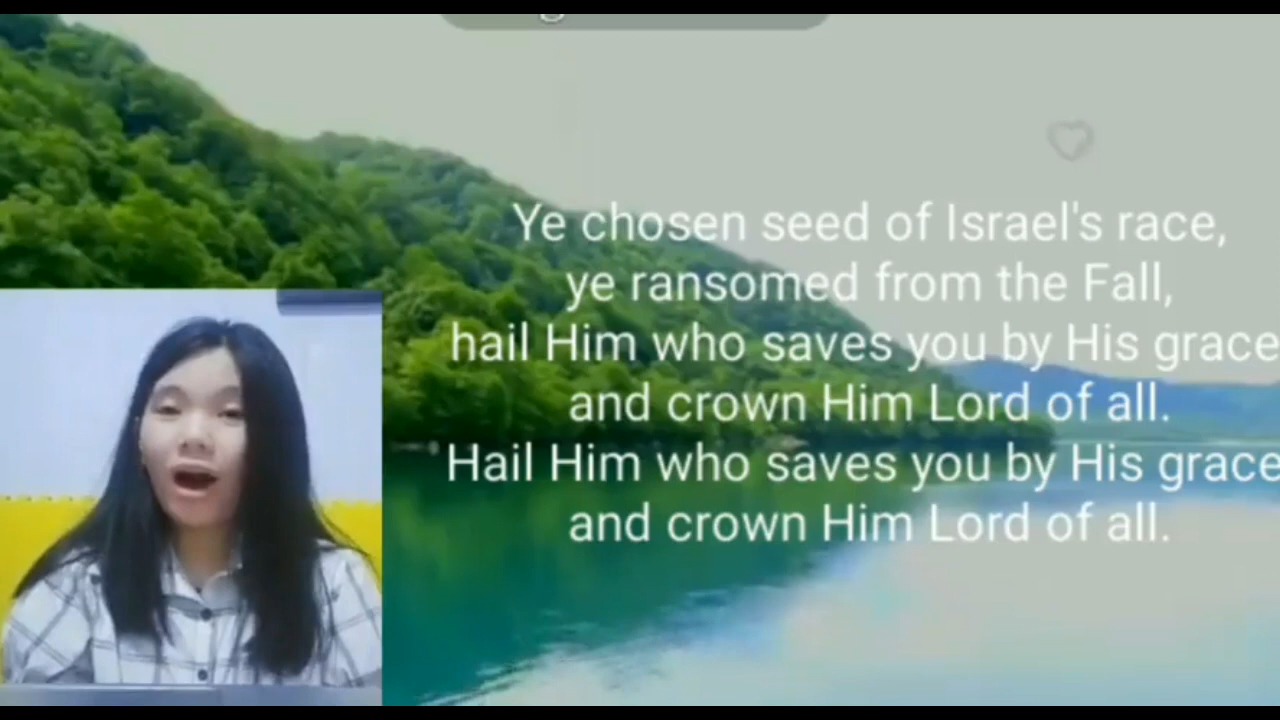 Ye chosen seed of Israel's race,
ye ransomed from the Fall,
hail Him who saves you by His grace
and crown Him Lord of all.
Hail Him who saves you by His grace
and crown Him Lord of all.